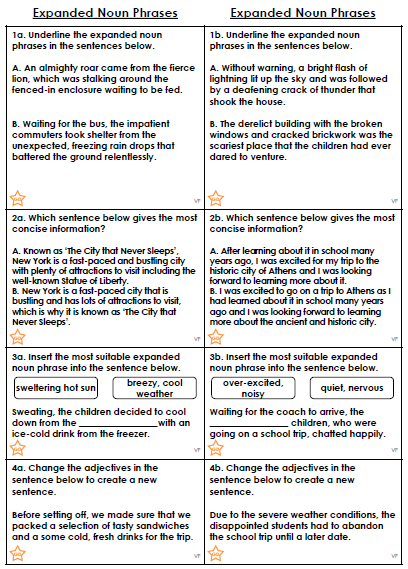 Expanded Noun Phrases
1a. Underline the expanded noun
phrases in the sentences below.
A. An almighty roar came from the fierce
lion, which was stalking around the
fenced-in enclosure waiting to be fed.
B. Waiting for the bus, the impatient
commuters took shelter from the
unexpected, freezing rain drops that
battered the ground relentlessly.
VF
Expanded Noun Phrases
1b. Underline the expanded noun
phrases in the sentences below.
A. Without warning, a bright flash of
lightning lit up the sky and was followed
by a deafening crack of thunder that
shook the house.
B. The derelict building with the broken
windows and cracked brickwork was the
scariest place that the children had ever
dared to venture.
VF
2a. Which sentence below gives the most
concise information?
A. Known as ‘The City that Never Sleeps’,
New York is a fast-paced and bustling city
with plenty of attractions to visit including the
well-known Statue of Liberty.
B. New York is a fast-paced city that is
bustling and has lots of attractions to visit,
which is why it is known as ‘The City that
Never Sleeps’.
VF
2b. Which sentence below gives the most
concise information?
A. After learning about it in school many
years ago, I was excited for my trip to the
historic city of Athens and I was looking
forward to learning more about it.
B. I was excited to go on a trip to Athens as I
had learned about it in school many years
ago and I was looking forward to learning
more about the ancient and historic city.
VF
3a. Insert the most suitable expanded
noun phrase into the sentence below.
sweltering hot sun
breezy, cool
weather
Sweating, the children decided to cool
down from the __________________with an
ice-cold drink from the freezer.
VF
3b. Insert the most suitable expanded
noun phrase into the sentence below.
over-excited,
noisy
quiet, nervous
Waiting for the coach to arrive, the
__________________ children, who were
going on a school trip, chatted happily.
VF
4a. Change the adjectives in the
sentence below to create a new
sentence.
Before setting off, we made sure that we
packed a selection of tasty sandwiches
and a some cold, fresh drinks for the trip.
VF
4b. Change the adjectives in the
sentence below to create a new
sentence.
Due to the severe weather conditions, the
disappointed students had to abandon
the school trip until a later date.
VF